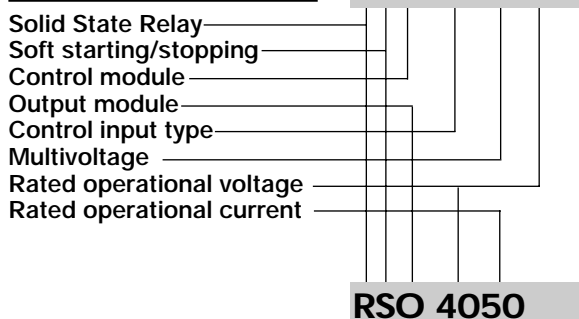 Solid State Relay
Soft starting/stopping
Control module
Output module
Control input type
Multivoltage
Rated operational voltage
Rated operational current
RSO 4050